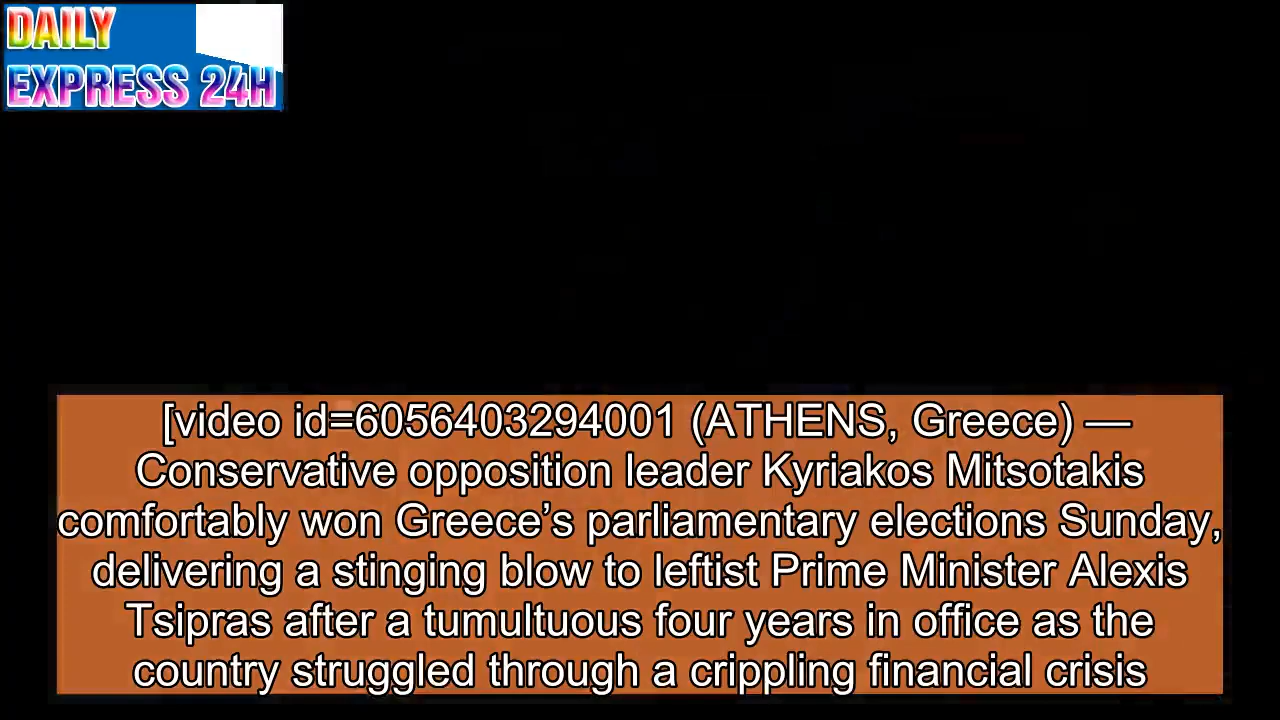 DAILY
EXPRESS 24H
[video id=6056403294001 (ATHENS, Greece) —
Conservative opposition leader Kyriakos Mitsotakis
comfortably won Greece’s parliamentary elections Sunday,
delivering a stinging blow to leftist Prime Minister Alexis
Tsipras after a tumultuous four years in office as the
country struggled through a crippling financial crisis